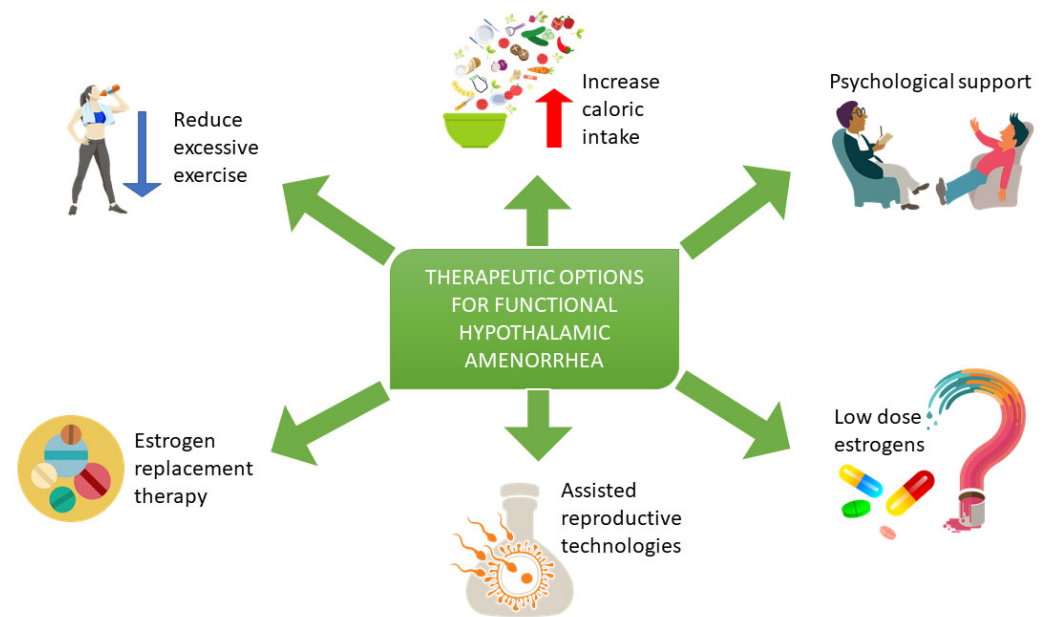 Reduce
excessive
exercise
Increase
caloric
intake
Psychological support
THERAPEUTIC OPTIONS
FOR FUNCTIONAL
HYPOTHALAMIC
AMENORRHEA
Estrogen
replacement
therapy
Assisted
reproductive
technologies
Low dose
estrogens